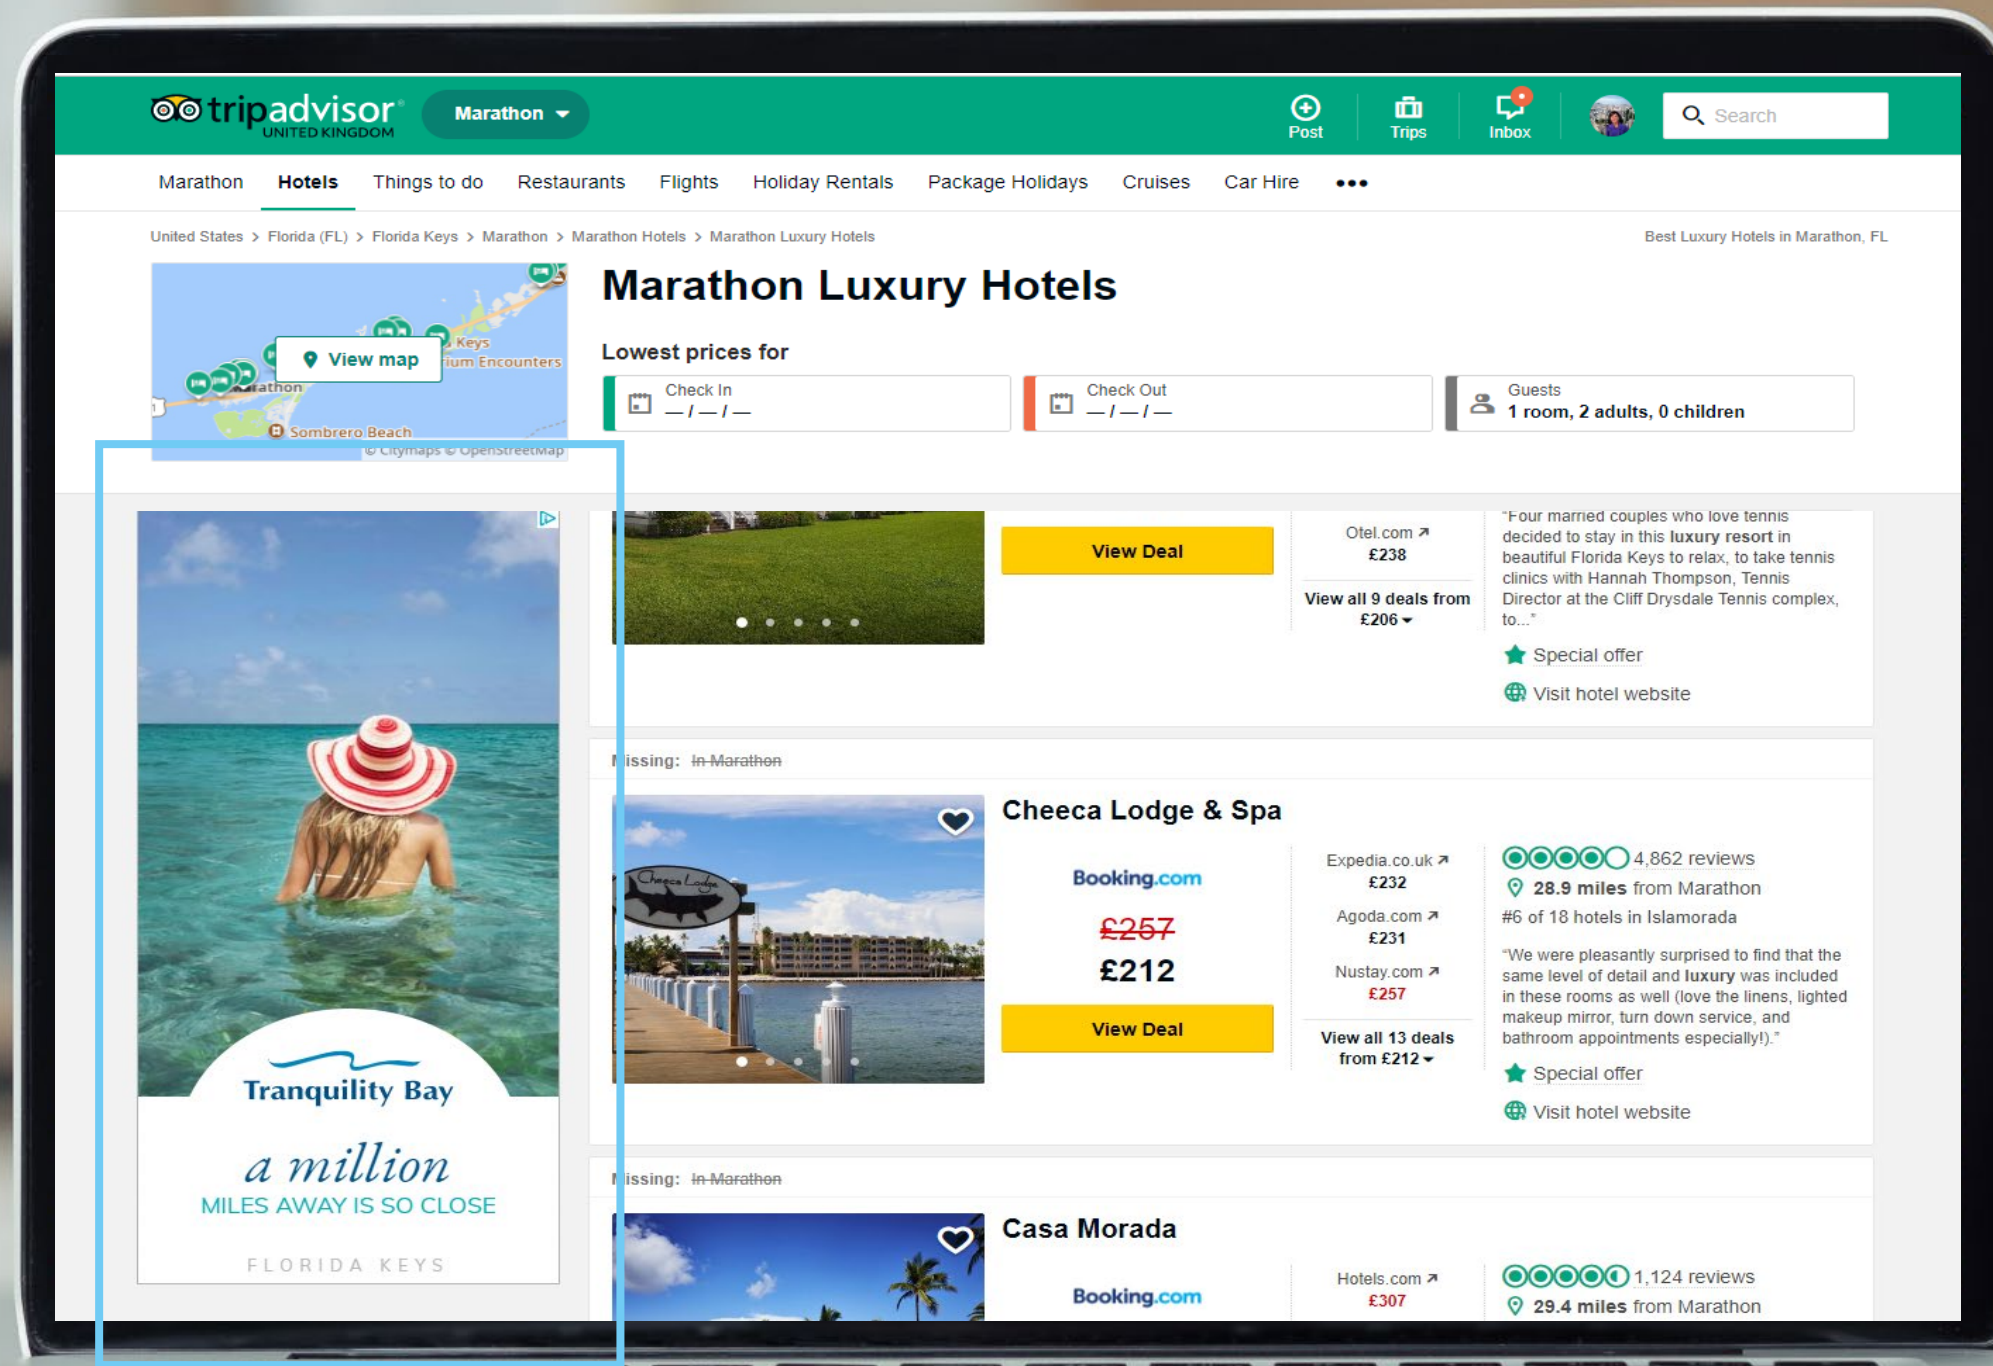 tripadvisor
UNITED KINGDOM
Marathon
Post
Trips
Inbox
Search
Marathon Hotels Things to do Restaurants Flights Holiday Rentals Package Holidays Cruises Car Hire •••
United States > Florida (FL) > Florida Keys > Marathon > Marathon Hotels > Marathon Luxury Hotels
Best Luxury Hotels in Marathon, FL
Keys
View map
Encounters
1
Sombrero Beach
© Citymaps © OpenStreetMap
Marathon Luxury Hotels
Lowest prices for
Check In
— / — / —
Check Out
— / — / —
Guests
1 room, 2 adults, 0 children
View Deal
Otel.com
£238
View all 9 deals from
£206
"Four married couples who love tennis
decided to stay in this luxury resort in
beautiful Florida Keys to relax, to take tennis
clinics with Hannah Thompson, Tennis
Director at the Cliff Drysdale Tennis complex,
to..."
Special offer
Visit hotel website
Tranquility Bay
a million
MILES AWAY IS SO CLOSE
FLORIDA KEYS
Missing: In Marathon
Cheeca Lodge
Cheeca Lodge & Spa
Booking.com
£257
£212
View Deal
Expedia.co.uk
£232
Agoda.com
£231
Nustay.com
£257
View all 13 deals
from £212
4,862 reviews
28.9 miles from Marathon
#6 of 18 hotels in Islamorada
"We were pleasantly surprised to find that the
same level of detail and luxury was included
in these rooms as well (love the linens, lighted
makeup mirror, turn down service, and
bathroom appointments especially!)."
Special offer
Visit hotel website
Missing: In Marathon
Casa Morada
Booking.com
Hotels.com
£307
1,124 reviews
29.4 miles from Marathon